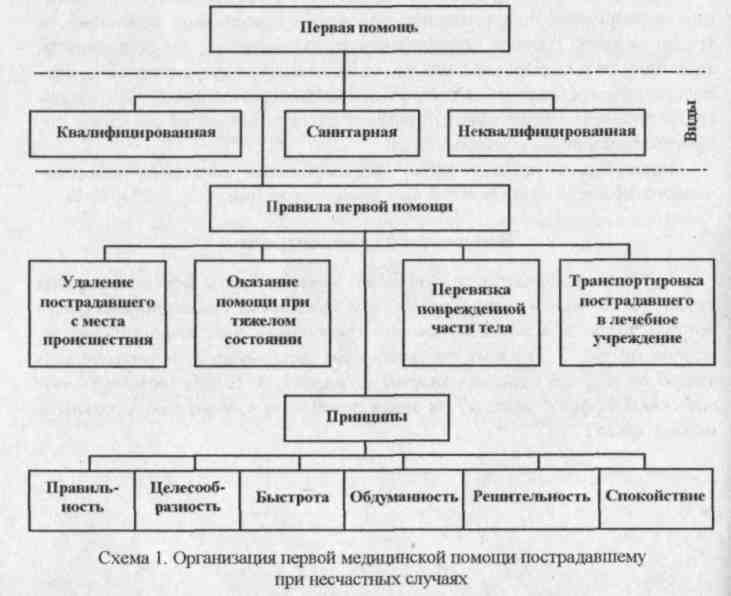 Первая помощь
Квалифицированная
Санитарная
Неквалифицированная
Виды
Правила первой помощи
Удаление
пострадавшего
с места
происшествия
Оказание
помощи при
тяжелом
состоянии
Перевязка
поврежденной
части тела
Транспортировка
пострадавшего
в лечебное
учреждение
Принципы
Правиль-
ность
Целесооб-
разность
Быстрота
Обдуманность
Решительность
Спокойствие
Схема 1. Организация первой медицинской помощи пострадавшему
при несчастных случаях